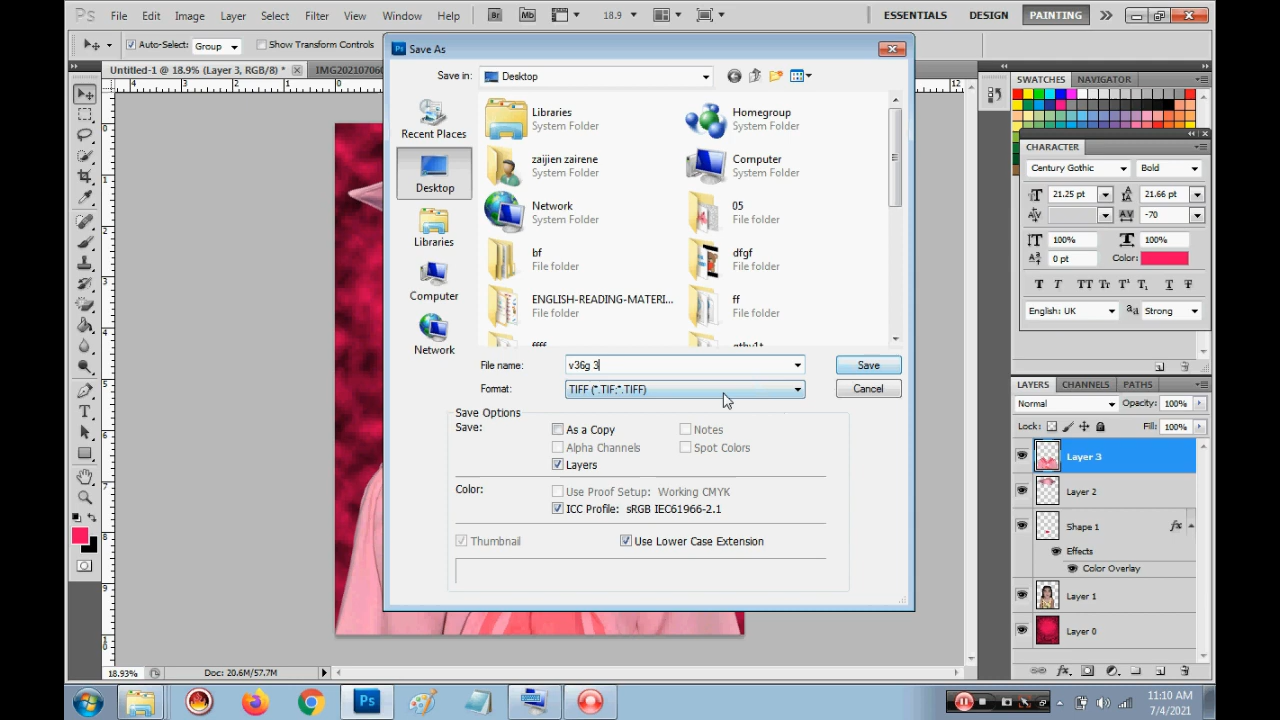 Ps File Edit Image Layer Select Filter View Window Help Br Mb 18.9 ESSENTIALS DESIGN PAINTING
Auto-Select: Group Show Transform Controls
Untitled-1 @ 18.9% (Layer 3, RGB/8) * IMG202107060
Save As
Save in: Desktop
Recent Places
Desktop
Libraries
Computer
Network
Libraries
System Folder
Homegroup
System Folder
zaijien zairene
System Folder
Computer
System Folder
Network
System Folder
05
File folder
bf
File folder
dfgf
File folder
ENGLISH-READING-MATERI...
File folder
ff
File folder
File name: v36g 3 Save
Format: TIFF (*.TIF;*.TIFF) Cancel
Save Options
Save: As a Copy Notes
Alpha Channels Spot Colors
Layers
Color: Use Proof Setup: Working CMYK
ICC Profile: sRGB IEC61966-2.1
Thumbnail Use Lower Case Extension
SWATCHES NAVIGATOR
CHARACTER
Century Gothic Bold
21.25 pt 21.66 pt
-70
100% 100%
0 pt Color:
T T TT Tт T¹ T₁ T T
English: UK aa Strong
LAYERS CHANNELS PATHS
Normal Opacity: 100%
Lock: Fill: 100%
Layer 3
Layer 2
Shape 1 fx
Effects
Color Overlay
Layer 1
Layer 0
18.93% Doc: 20.6M/57.7M
Ps 11:10 AM
7/4/2021